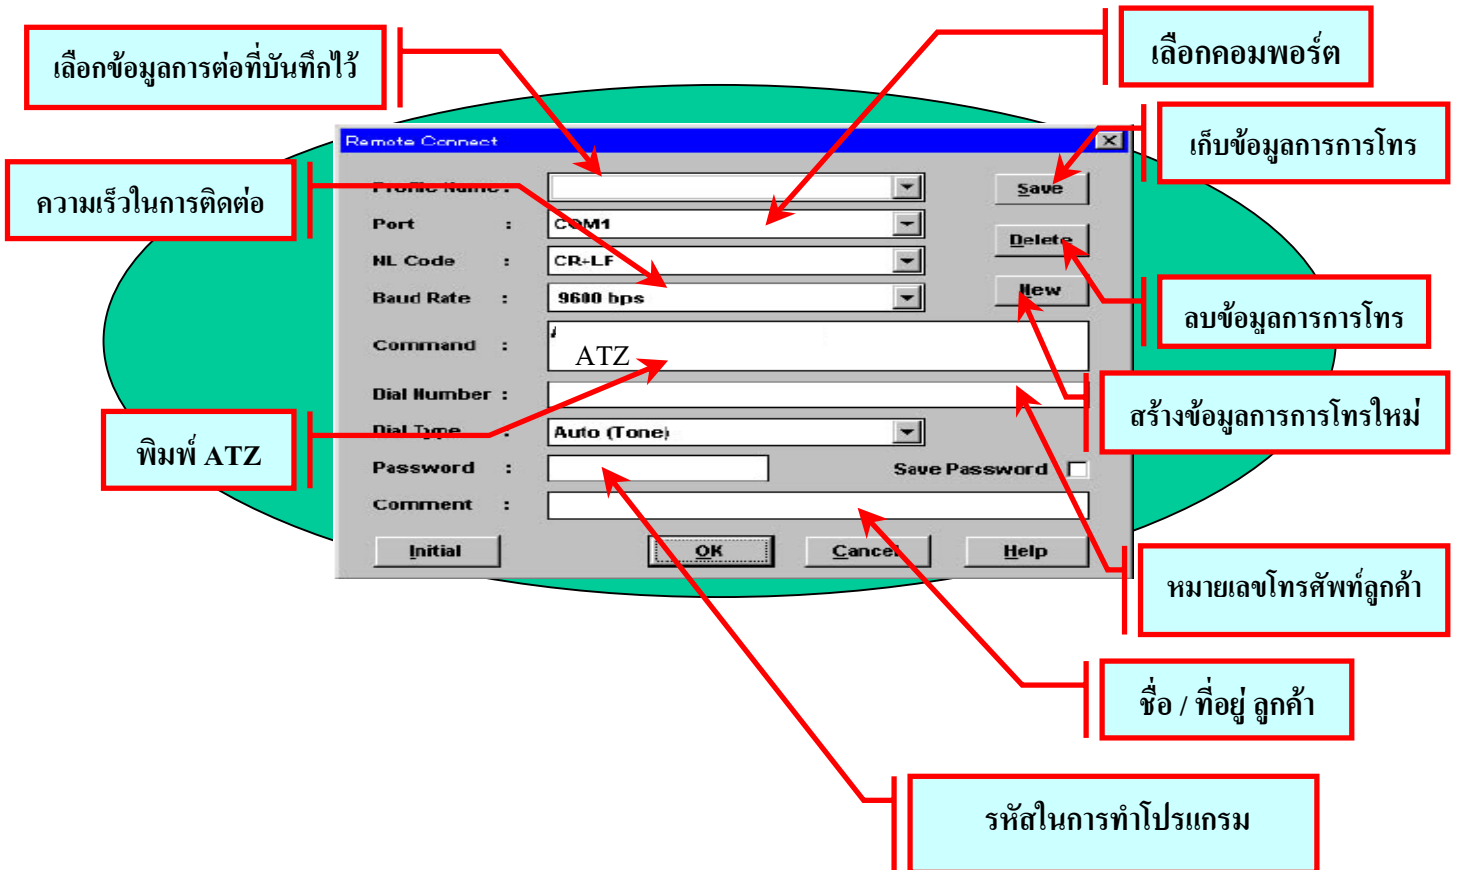 เลือกข้อมูลการต่อที่บันทึกไว้
เลือกคอมพอร์ต
Remote Connect
เก็บข้อมูลการการโทร
Profile Name :
Save
ความเร็วในการติดต่อ
Port : COM1
Delete
NL Code : CR+LF
New
Baud Rate : 9600 bps
ลบข้อมูลการการโทร
Command : ATZ
Dial Number :
สร้างข้อมูลการการโทรใหม่
Dial Type : Auto (Tone)
พิมพ์ ATZ
Password : Save Password
Comment :
Initial OK Cancel Help
หมายเลขโทรศัพท์ลูกค้า
ชื่อ / ที่อยู่ ลูกค้า
รหัสในการทำโปรแกรม